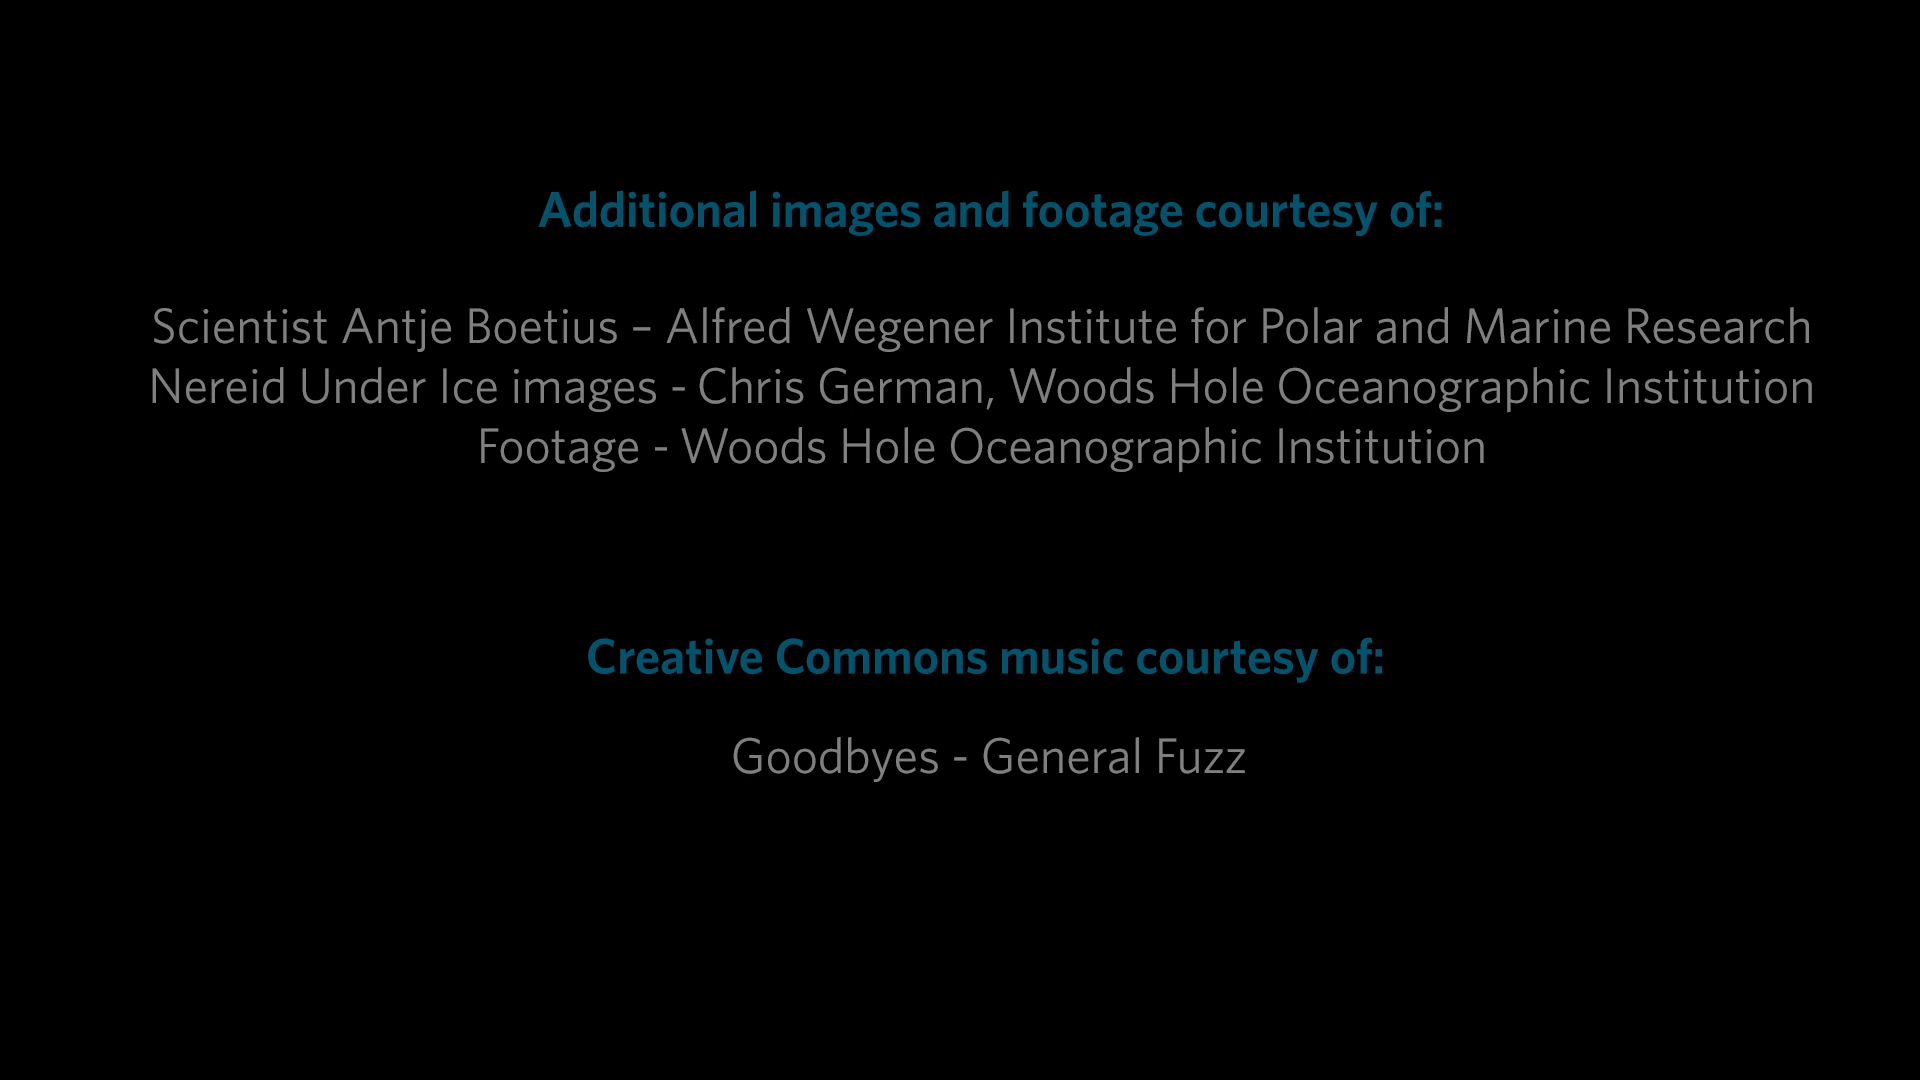 Additional images and footage courtesy of:
Scientist Antje Boetius – Alfred Wegener Institute for Polar and Marine Research
Nereid Under Ice images - Chris German, Woods Hole Oceanographic Institution
Footage - Woods Hole Oceanographic Institution
Creative Commons music courtesy of:
Goodbyes - General Fuzz